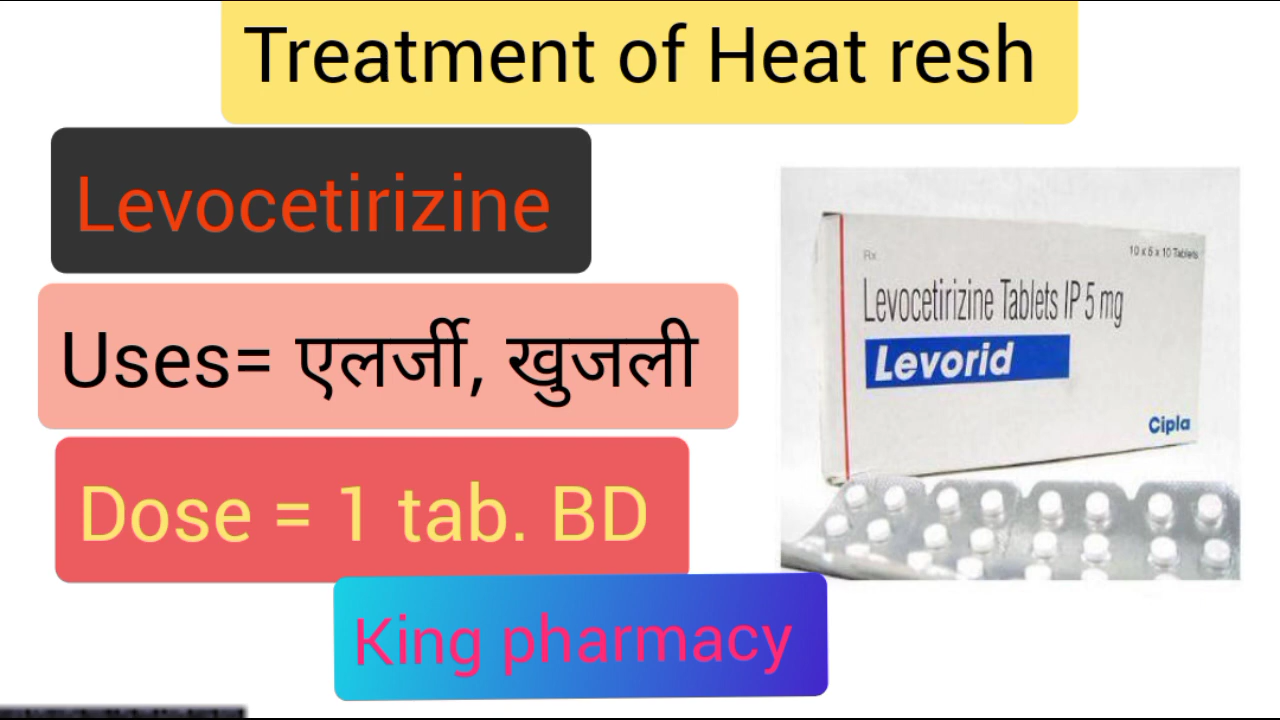 Treatment of Heat resh
Levocetirizine
Uses= एलर्जी, खुजली
Dose = 1 tab. BD
King pharmacy
Rx
10 x 5 x 10 Tablets
Levocetirizine Tablets IP 5 mg
Levorid
Cipla